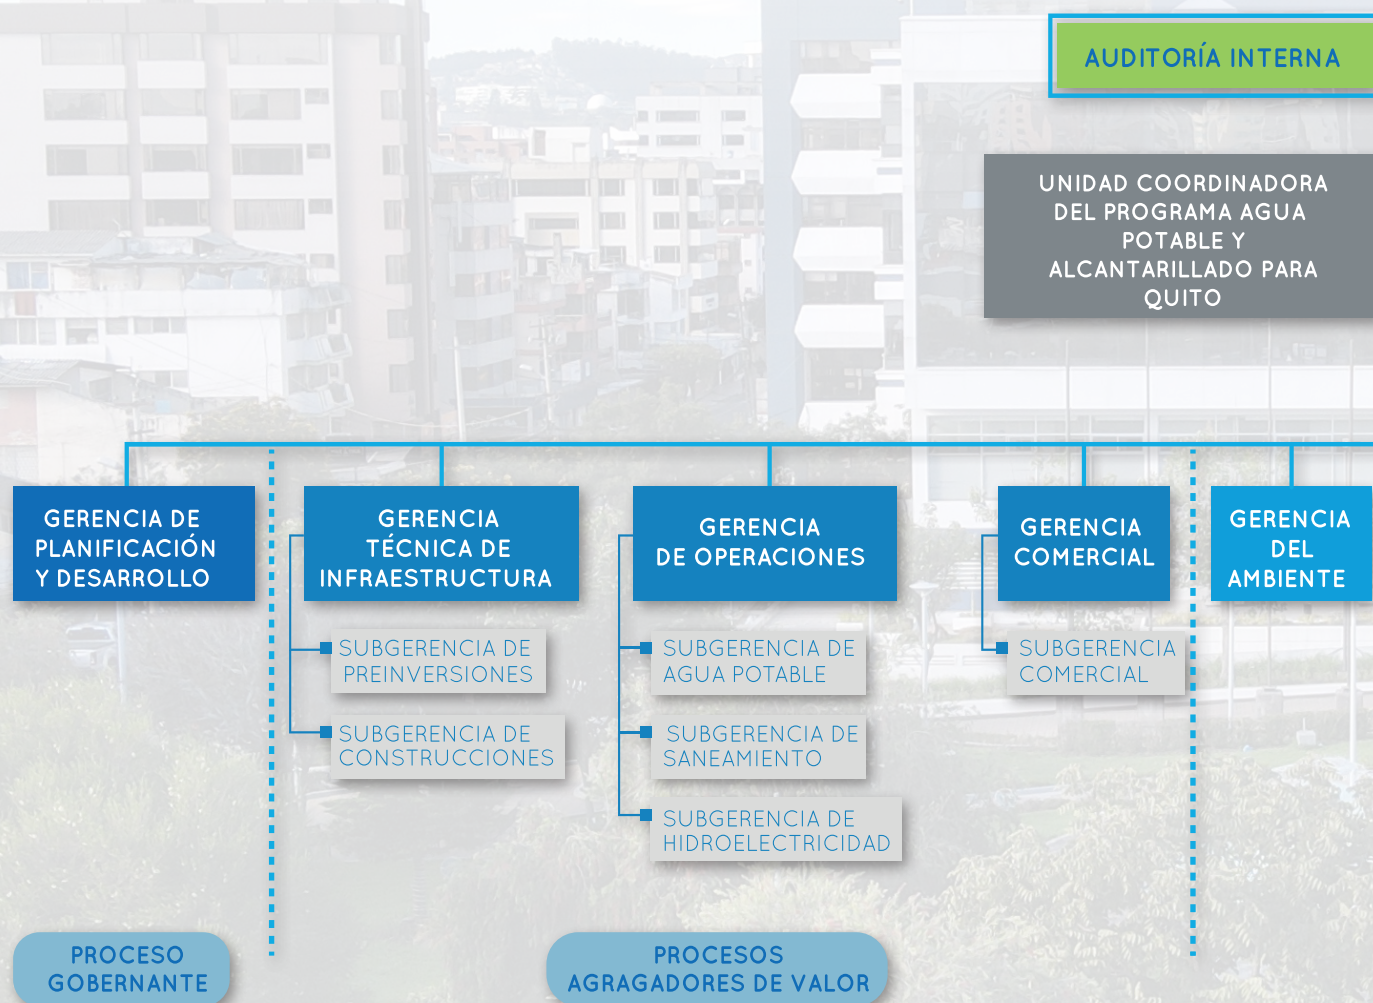 AUDITORÍA INTERNA
UNIDAD COORDINADORA
DEL PROGRAMA AGUA
POTABLE Y
ALCANTARILLADO PARA
QUITO
GERENCIA DE
PLANIFICACIÓN
Y DESARROLLO
GERENCIA
TÉCNICA DE
INFRAESTRUCTURA
SUBGERENCIA DE
PREINVERSIONES
SUBGERENCIA DE
CONSTRUCCIONES
GERENCIA
DE OPERACIONES
SUBGERENCIA DE
AGUA POTABLE
SUBGERENCIA DE
SANEAMIENTO
SUBGERENCIA DE
HIDROELECTRICIDAD
GERENCIA
COMERCIAL
SUBGERENCIA
COMERCIAL
GERENCIA
DEL
AMBIENTE
PROCESO
GOBERNANTE
PROCESOS
AGRAGADORES DE VALOR